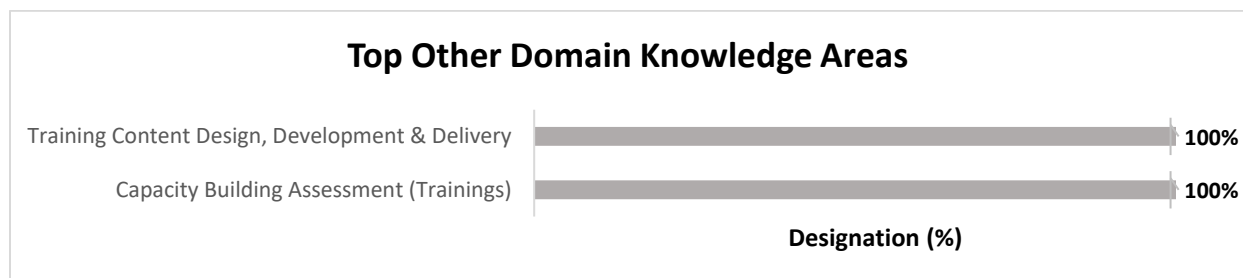 Top Other Domain Knowledge Areas
Training Content Design, Development & Delivery
100%
Capacity Building Assessment (Trainings)
100%
Designation (%)